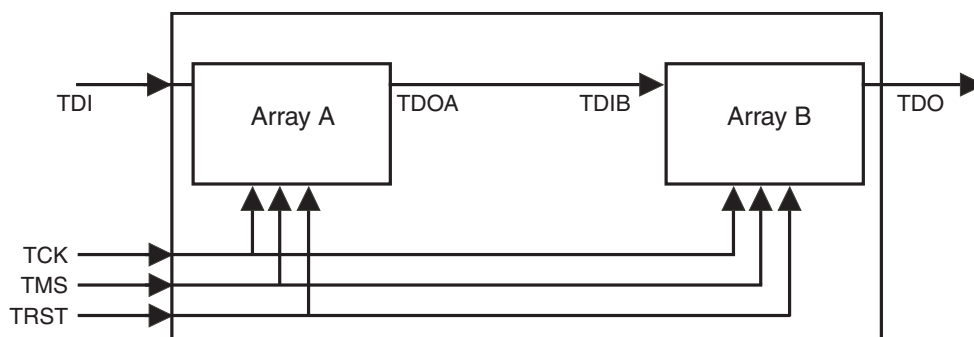 Array A
Array B
TDI
TDOA
TDIB
TDO
TCK
TMS
TRST